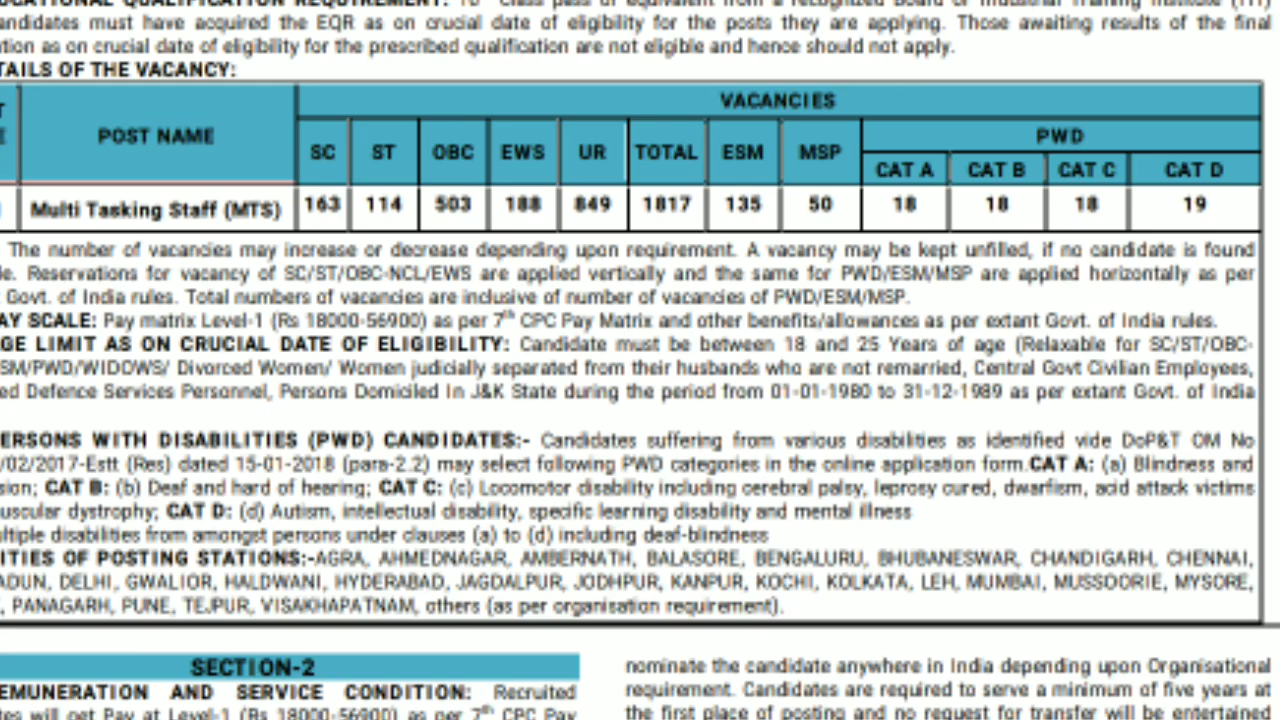 UCATIONAL QUALIFICATION REQUIREMENT: 10 Class pass or equivalent from a recognized Board or Industrial Training Institute (ITI)
andidates must have acquired the EQR as on crucial date of eligibility for the posts they are applying. Those awaiting results of the final
tion as on crucial date of eligibility for the prescribed qualification are not eligible and hence should not apply.
TAILS OF THE VACANCY:
POST NAME
VACANCIES
SC ST OBC EWS UR TOTAL ESM MSP PWD
CAT A CAT B CAT C CAT D
Multi Tasking Staff (MTS) 163 114 503 188 849 1817 135 50 18 18 18 19
The number of vacancies may increase or decrease depending upon requirement. A vacancy may be kept unfilled, if no candidate is found
le. Reservations for vacancy of SC/ST/OBC-NCL/EWS are applied vertically and the same for PWD/ESM/MSP are applied horizontally as per
Govt. of India rules. Total numbers of vacancies are inclusive of number of vacancies of PWD/ESM/MSP.
AY SCALE: Pay matrix Level-1 (Rs 18000-56900) as per 7th CPC Pay Matrix and other benefits/allowances as per extant Govt. of India rules.
GE LIMIT AS ON CRUCIAL DATE OF ELIGIBILITY: Candidate must be between 18 and 25 Years of age (Relaxable for SC/ST/OBC-
SM/PWD/WIDOWS/ Divorced Women/ Women judicially separated from their husbands who are not remarried, Central Govt Civilian Employees,
ed Defence Services Personnel, Persons Domiciled In J&K State during the period from 01-01-1980 to 31-12-1989 as per extant Govt. of India
ERSONS WITH DISABILITIES (PWD) CANDIDATES:- Candidates suffering from various disabilities as identified vide DoP&T OM No
/02/2017-Estt (Res) dated 15-01-2018 (para-2.2) may select following PWD categories in the online application form.CAT A: (a) Blindness and
sion; CAT B: (b) Deaf and hard of hearing; CAT C: (c) Locomotor disability including cerebral palsy, leprosy cured, dwarfism, acid attack victims
uscular dystrophy; CAT D: (d) Autism, intellectual disability, specific learning disability and mental illness
ultiple disabilities from amongst persons under clauses (a) to (d) including deaf-blindness
ITIES OF POSTING STATIONS:-AGRA, AHMEDNAGAR, AMBERNATH, BALASORE, BENGALURU, BHUBANESWAR, CHANDIGARH, CHENNAI,
ADUN, DELHI, GWALIOR, HALDWANI, HYDERABAD, JAGDALPUR, JODHPUR, KANPUR, KOCHI, KOLKATA, LEH, MUMBAI, MUSSOORIE, MYSORE,
, PANAGARH, PUNE, TEJPUR, VISAKHAPATNAM, others (as per organisation requirement).
SECTION-2
EMUNERATION AND SERVICE CONDITION: Recruited
tes will get Pay at Level-1 (Rs 18000-56900) as per 7th CPC Pay
nominate the candidate anywhere in India depending upon Organisational
requirement. Candidates are required to serve a minimum of five years at
the first place of posting and no request for transfer will be entertained